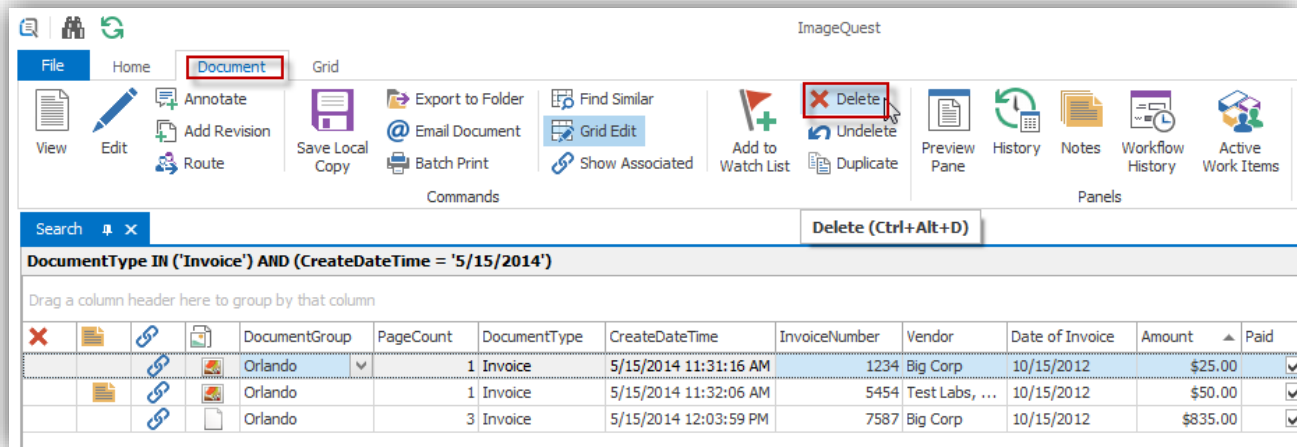 ImageQuest
File Home Document Grid
View
Edit
Annotate
Add Revision
Route
Save Local
Copy
Export to Folder
Email Document
Batch Print
Find Similar
Grid Edit
Show Associated
Add to
Watch List
Delete
Undelete
Duplicate
Preview
Pane
History
Notes
Workflow
History
Active
Work Items
Commands
Panels
Search
Delete (Ctrl+Alt+D)
DocumentType IN ('Invoice') AND (CreateDateTime = '5/15/2014')
Drag a column header here to group by that column
DocumentGroup PageCount DocumentType CreateDateTime InvoiceNumber Vendor Date of Invoice Amount Paid
Orlando 1 Invoice 5/15/2014 11:31:16 AM 1234 Big Corp 10/15/2012 $25.00
Orlando 1 Invoice 5/15/2014 11:32:06 AM 5454 Test Labs, ... 10/15/2012 $50.00
Orlando 3 Invoice 5/15/2014 12:03:59 PM 7587 Big Corp 10/15/2012 $835.00